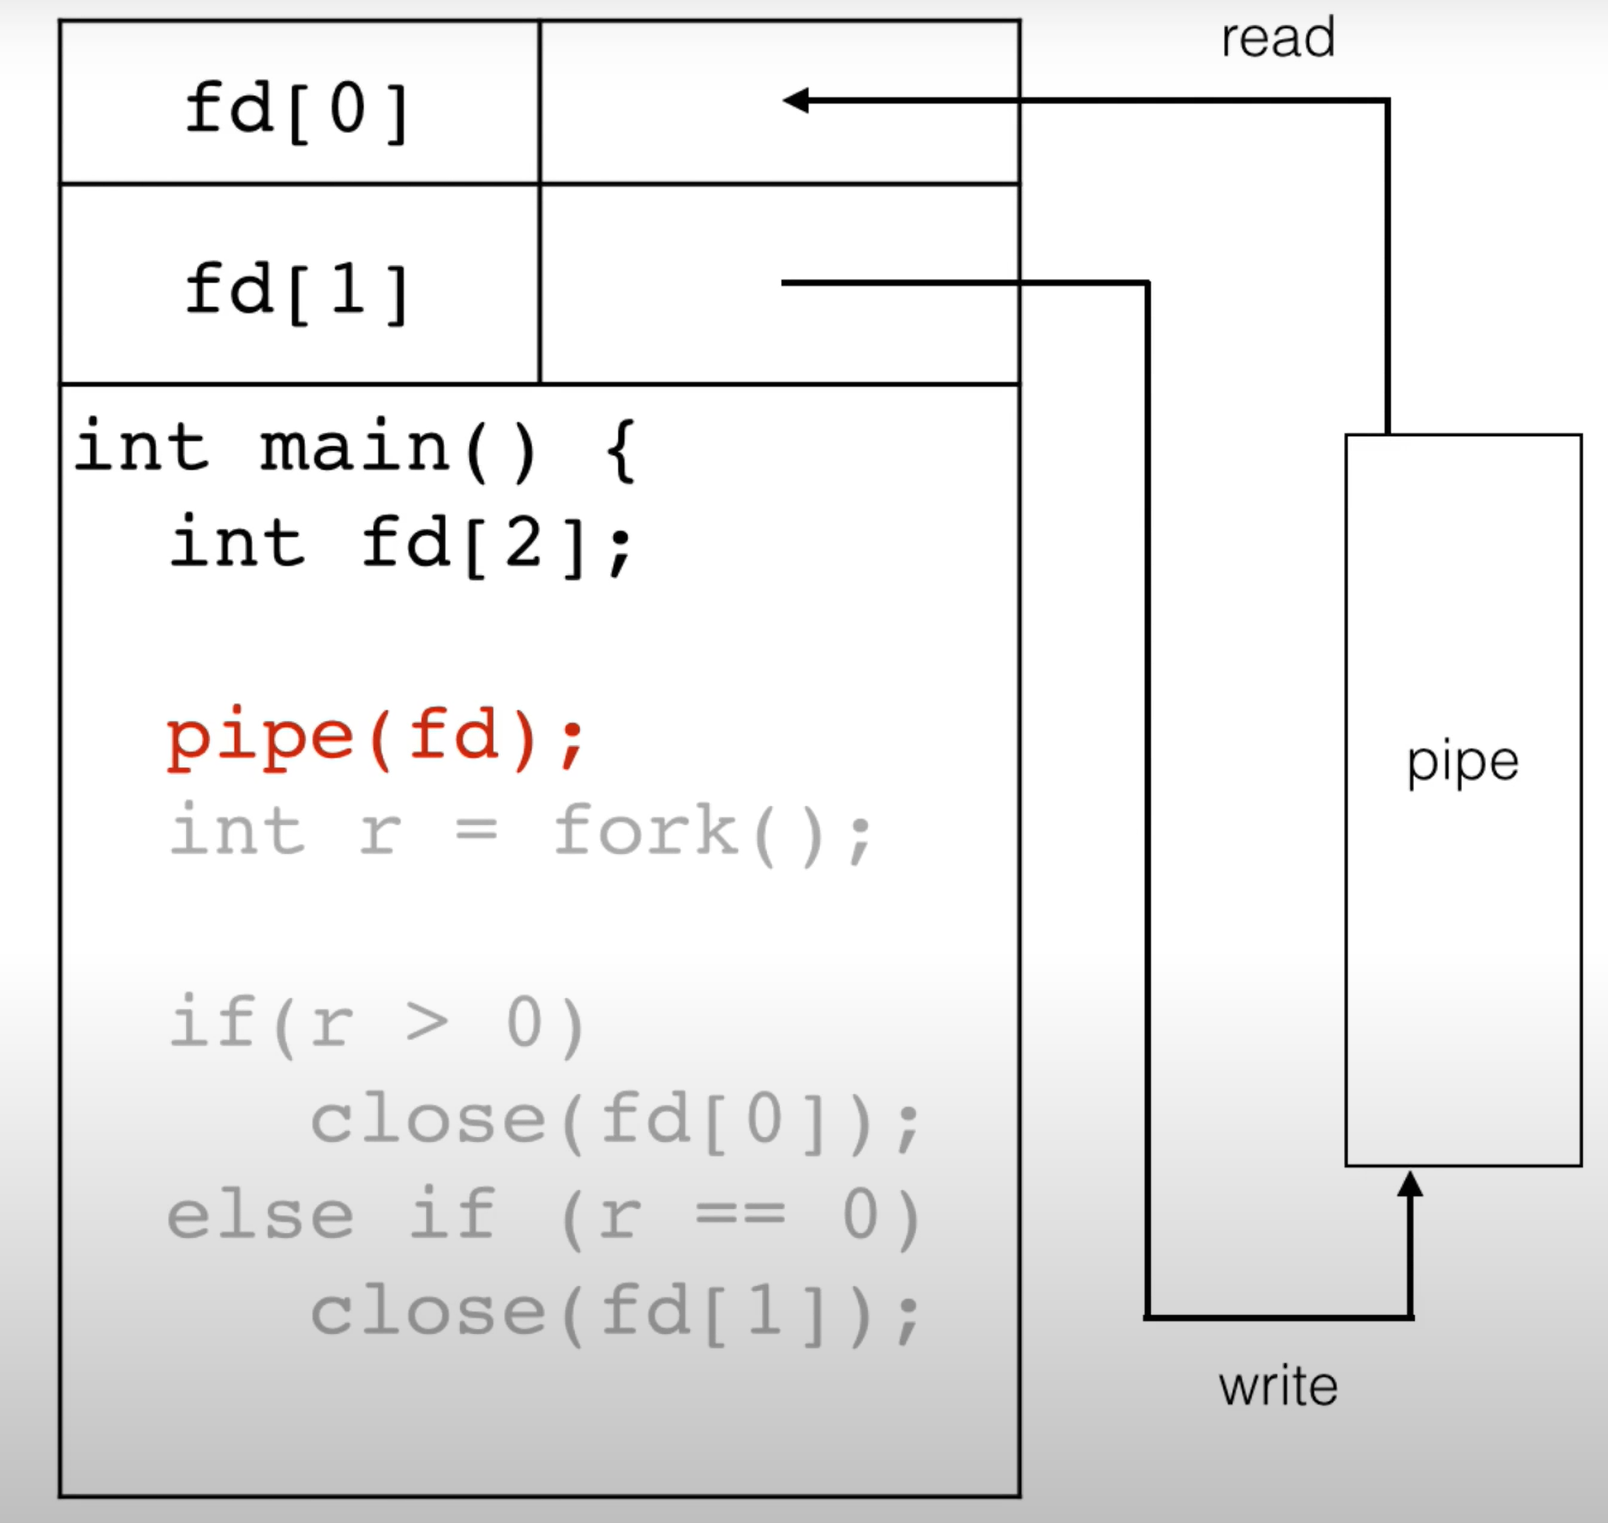 read
fd[0]
fd[1]
int main() {
int fd[2];
pipe(fd);
int r = fork();
if(r > 0)
close(fd[0]);
else if (r == 0)
close(fd[1]);
pipe
write